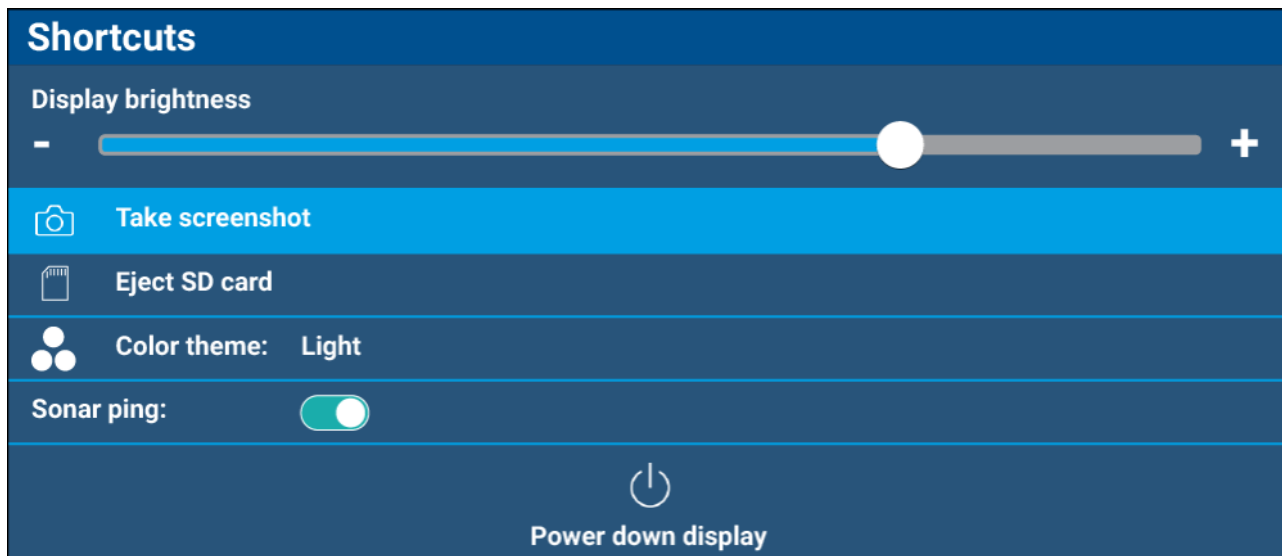 Shortcuts
Display brightness
- +
Take screenshot
Eject SD card
Color theme: Light
Sonar ping:
Power down display